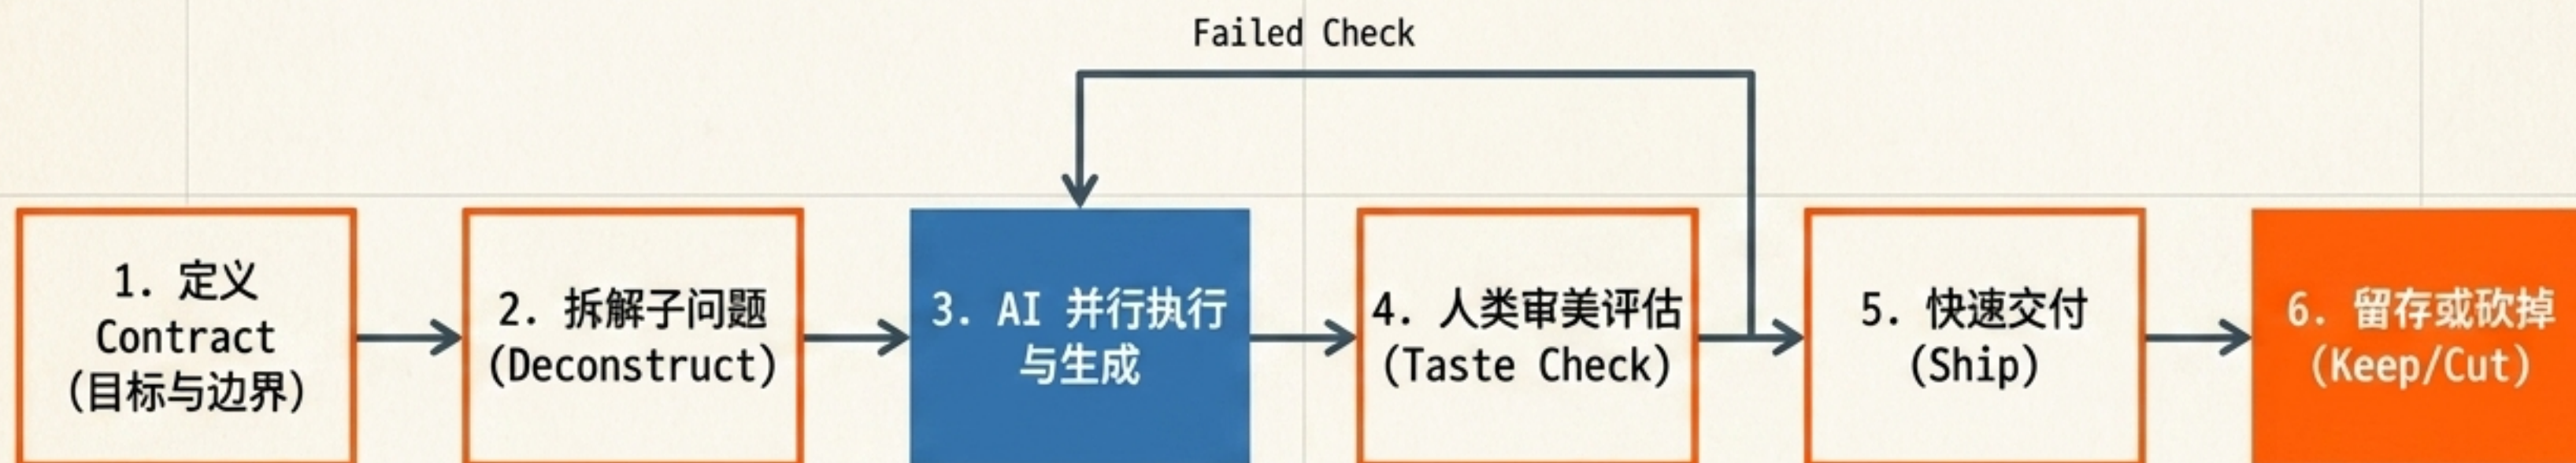 Failed Check
1. 定义
Contract
(目标与边界)
2. 拆解子问题
(Deconstruct)
3. AI 并行执行
与生成
4. 人类审美评估
(Taste Check)
5. 快速交付
(Ship)
6. 留存或砍掉
(Keep/Cut)